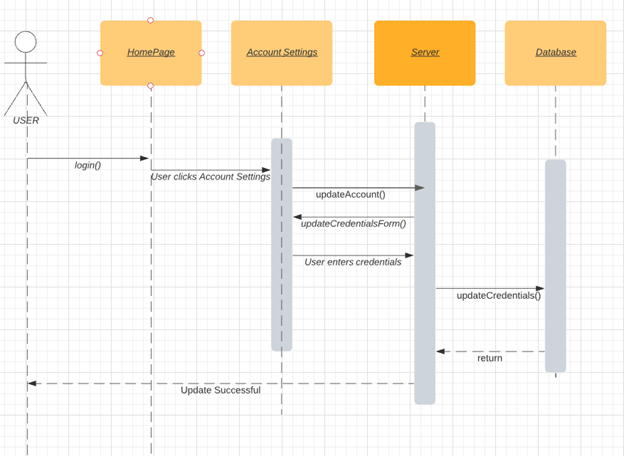 HomePage
Account Settings
Server
Database
USER
login()
User clicks Account Settings
updateAccount()
updateCredentialsForm()
User enters credentials
updateCredentials()
return
Update Successful